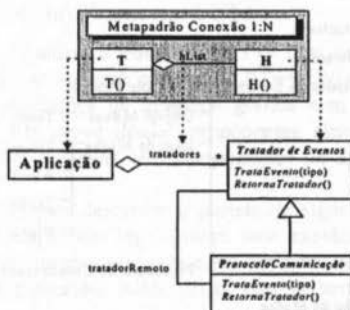 Metapadrão Conexão 1:N
T
hList
H
T()
H()
Aplicação
tratadores
*
Tratador de Eventos
TrataEvento(tipo)
RetornaTratador()
tratadorRemoto
ProtocoloComunicação
TrataEvento(tipo)
RetornaTratador()